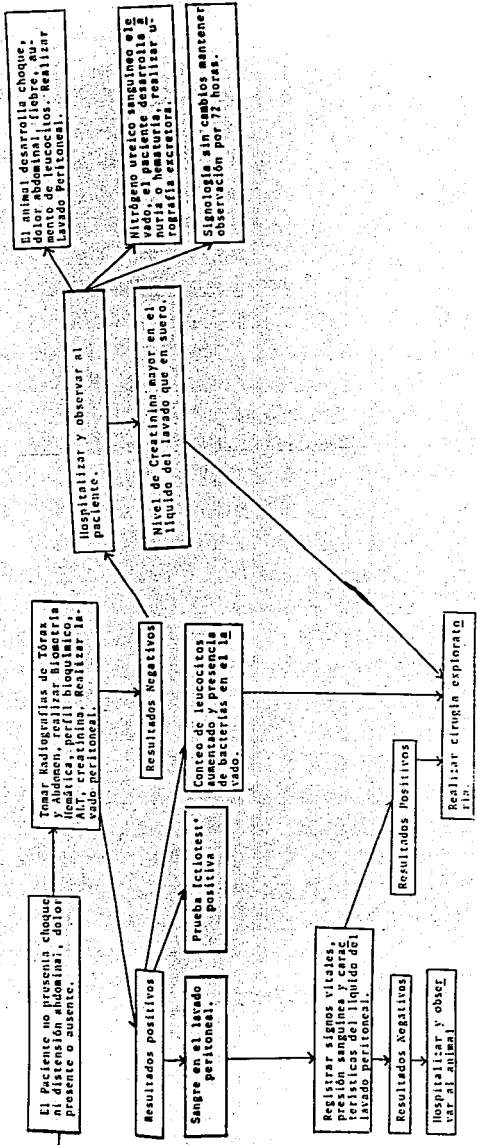 El Paciente no presenta choque
ni distensión abdominal, dolor
presente o ausente.
Tomar Radiografías de Tórax
y Abdomen, realizar Biometría
Hemática, perfil bioquímico,
ALT, creatinina, Realizar la-
vado peritoneal.
Resultados positivos
Resultados Negativos
Sangre en el lavado
peritoneal.
Prueba Ictiotest*
positiva
Conteo de leucocitos
aumentado y presencia
de bacterias en el la
vado.
Hospitalizar y observar al
paciente.
Nivel de Creatinina mayor en el
líquido del lavado que en suero.
El animal desarrolla choque,
dolor abdominal, fiebre, au-
mento de leucocitos. Realizar
Lavado Peritoneal.
Nitrógeno ureico sanguíneo ele
vado, el paciente desarrolla a
nuria o hematuria, realizar u-
rografía excretora.
Signología sin cambios mantener
observación por 72 horas.
Registrar signos vitales,
presión sanguínea y carac
terísticas del líquido del
lavado peritoneal.
Resultados Negativos
Resultados Positivos
Hospitalizar y obser
var al animal
Realizar cirugía explorato
ria.